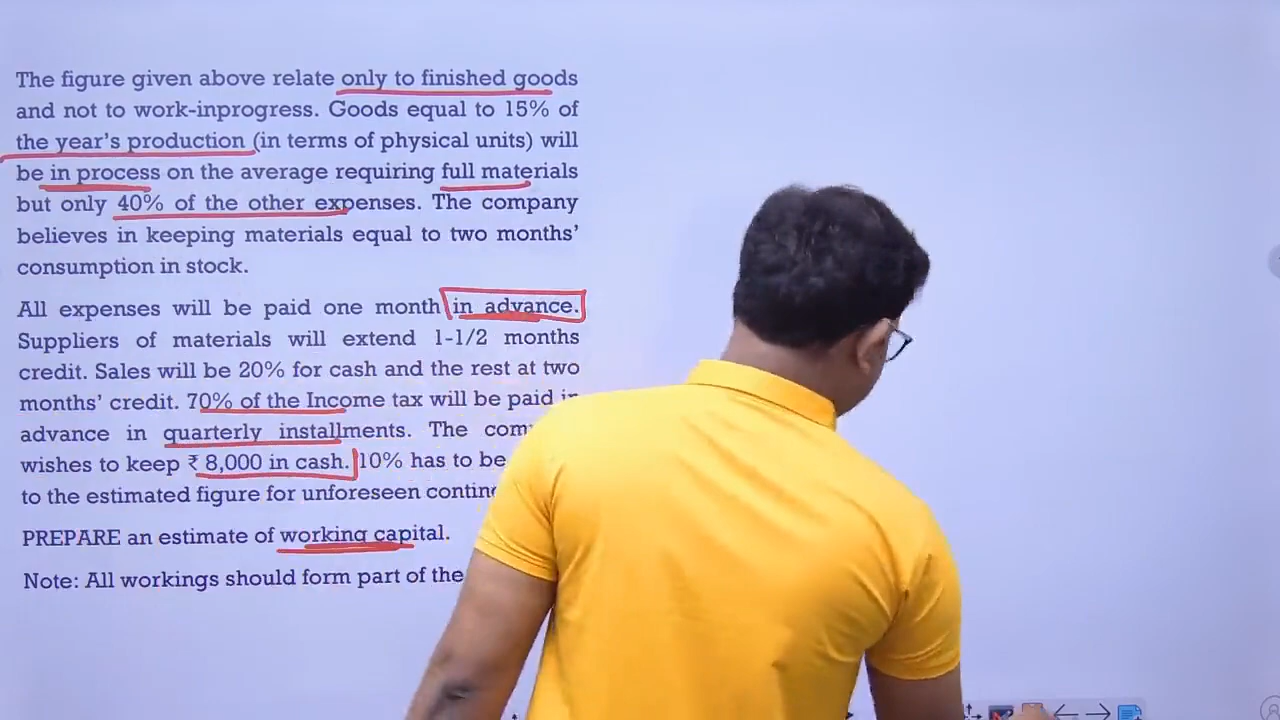 The figure given above relate only to finished goods
and not to work-inprogress. Goods equal to 15% of
the year's production (in terms of physical units) will
be in process on the average requiring full materials
but only 40% of the other expenses. The company
believes in keeping materials equal to two months'
consumption in stock.
All expenses will be paid one month in advance.
Suppliers of materials will extend 1-1/2 months
credit. Sales will be 20% for cash and the rest at two
months' credit. 70% of the Income tax will be paid in
advance in quarterly installments. The
wishes to keep ₹ 8,000 in cash. 10% has to be
to the estimated figure for unforeseen
PREPARE an estimate of working capital.
Note: All workings should form part of the